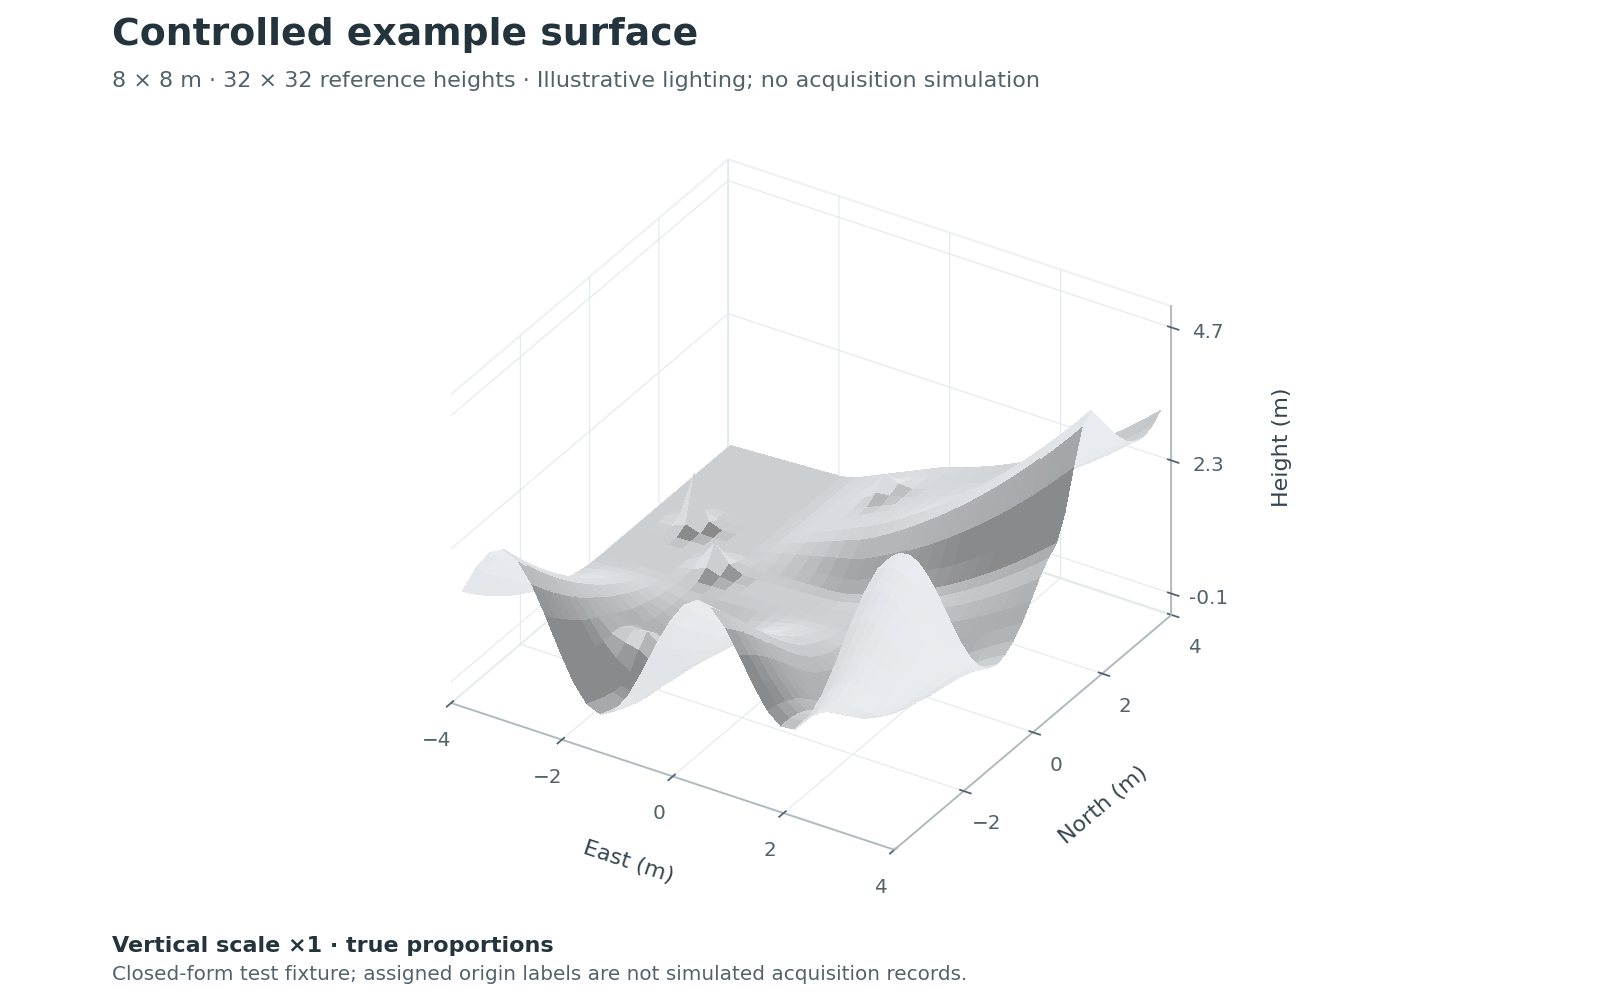 Controlled example surface
8 × 8 m · 32 × 32 reference heights · Illustrative lighting; no acquisition simulation
4.7
2.3
-0.1
Height (m)
4
2
0
−2
North (m)
−4
−2
0
2
4
East (m)
Vertical scale ×1 · true proportions
Closed-form test fixture; assigned origin labels are not simulated acquisition records.